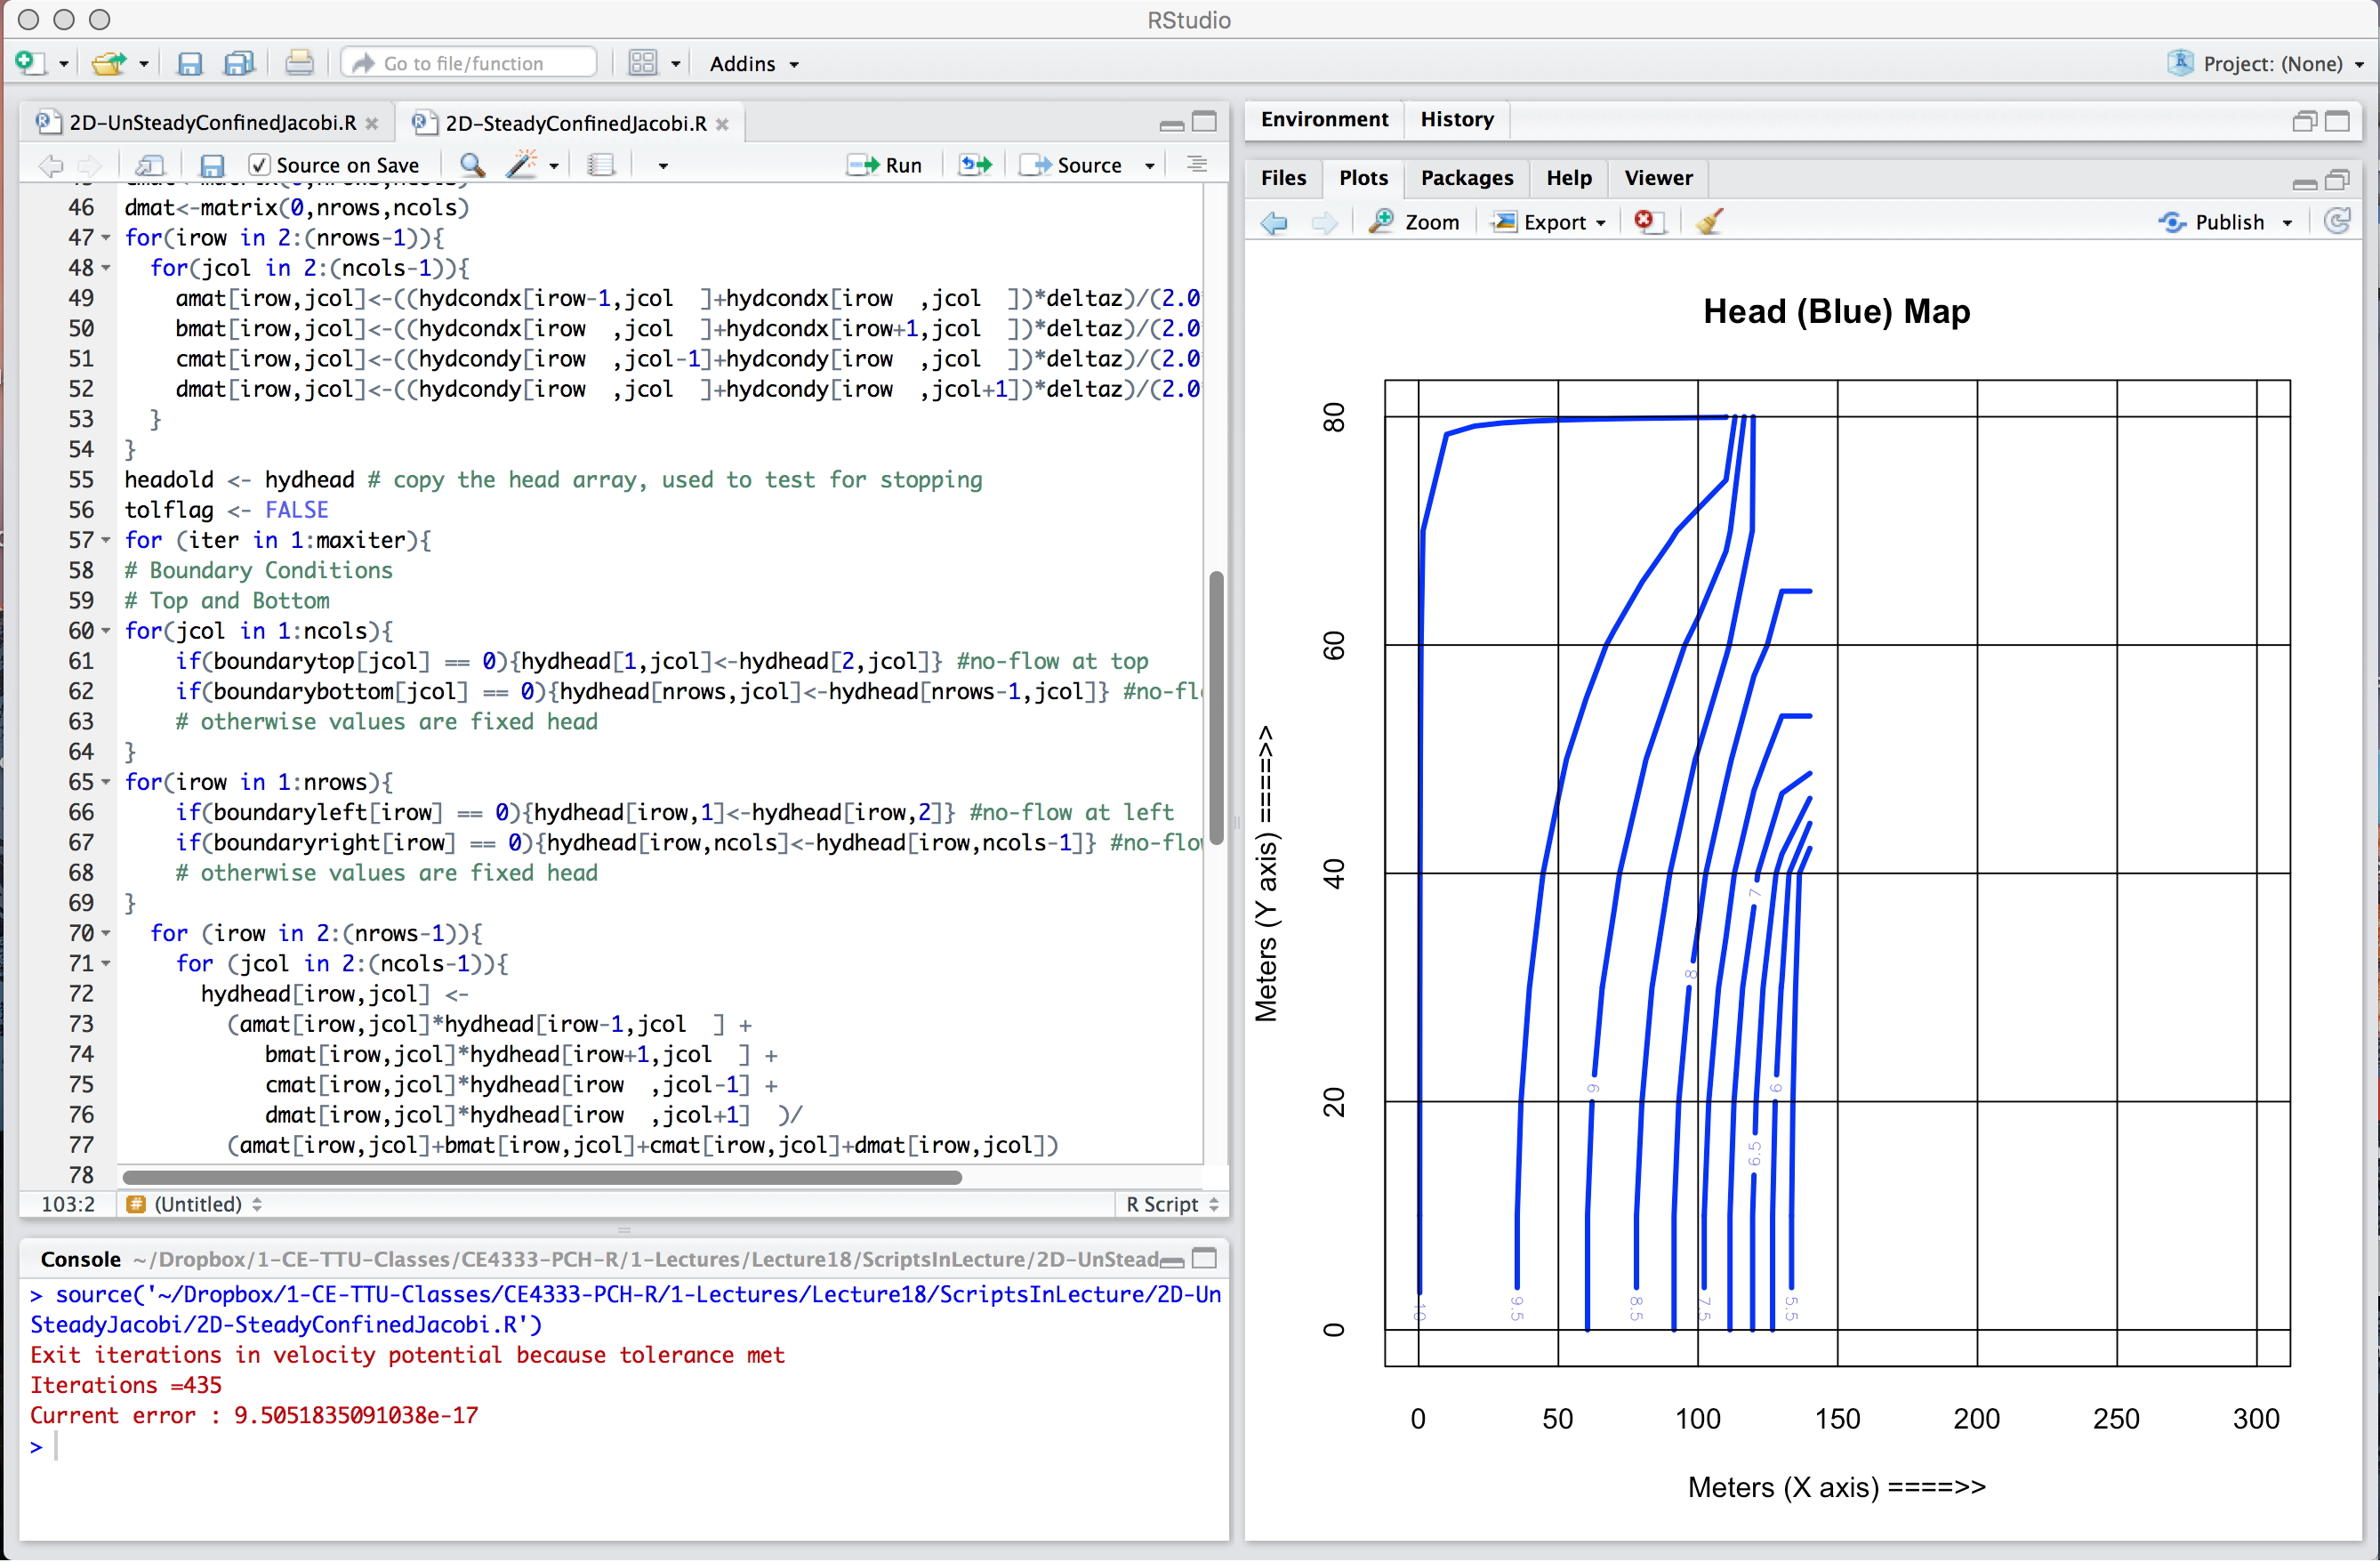 RStudio
Go to file/function
Addins
Project: (None)
2D-UnSteadyConfinedJacobi.R
2D-SteadyConfinedJacobi.R
Source on Save
Run
Source
46 dmat<-matrix(0,nrows,ncols)
47 for(irow in 2:(nrows-1)){
48 for(jcol in 2:(ncols-1)){
49 amat[irow,jcol]<-((hydcondx[irow-1,jcol ]+hydcondx[irow ,jcol ])*deltaz)/(2.0
50 bmat[irow,jcol]<-((hydcondx[irow ,jcol ]+hydcondx[irow+1,jcol ])*deltaz)/(2.0
51 cmat[irow,jcol]<-((hydcondy[irow ,jcol-1]+hydcondy[irow ,jcol ])*deltaz)/(2.0
52 dmat[irow,jcol]<-((hydcondy[irow ,jcol ]+hydcondy[irow ,jcol+1])*deltaz)/(2.0
53 }
54 }
55 headold <- hydhead # copy the head array, used to test for stopping
56 tolflag <- FALSE
57 for (iter in 1:maxiter){
58 # Boundary Conditions
59 # Top and Bottom
60 for(jcol in 1:ncols){
61 if(boundarytop[jcol] == 0){hydhead[1,jcol]<-hydhead[2,jcol]} #no-flow at top
62 if(boundarybottom[jcol] == 0){hydhead[nrows,jcol]<-hydhead[nrows-1,jcol]} #no-fl
63 # otherwise values are fixed head
64 }
65 for(irow in 1:nrows){
66 if(boundaryleft[irow] == 0){hydhead[irow,1]<-hydhead[irow,2]} #no-flow at left
67 if(boundaryright[irow] == 0){hydhead[irow,ncols]<-hydhead[irow,ncols-1]} #no-flo
68 # otherwise values are fixed head
69 }
70 for (irow in 2:(nrows-1)){
71 for (jcol in 2:(ncols-1)){
72 hydhead[irow,jcol] <-
73 (amat[irow,jcol]*hydhead[irow-1,jcol ] +
74 bmat[irow,jcol]*hydhead[irow+1,jcol ] +
75 cmat[irow,jcol]*hydhead[irow ,jcol-1] +
76 dmat[irow,jcol]*hydhead[irow ,jcol+1] )/
77 (amat[irow,jcol]+bmat[irow,jcol]+cmat[irow,jcol]+dmat[irow,jcol])
78
103:2 (Untitled) R Script
Console ~/Dropbox/1-CE-TTU-Classes/CE4333-PCH-R/1-Lectures/Lecture18/ScriptsInLecture/2D-UnStead
> source('~/Dropbox/1-CE-TTU-Classes/CE4333-PCH-R/1-Lectures/Lecture18/ScriptsInLecture/2D-Un
SteadyJacobi/2D-SteadyConfinedJacobi.R')
Exit iterations in velocity potential because tolerance met
Iterations =435
Current error : 9.5051835091038e-17
>
Environment History
Files Plots Packages Help Viewer
Zoom Export Publish
Head (Blue) Map
Meters (Y axis) ====>>
80
60
40
20
0
7
8
9
6
6.5
10
9.5
8.5
7.5
5.5
0 50 100 150 200 250 300
Meters (X axis) ====>>